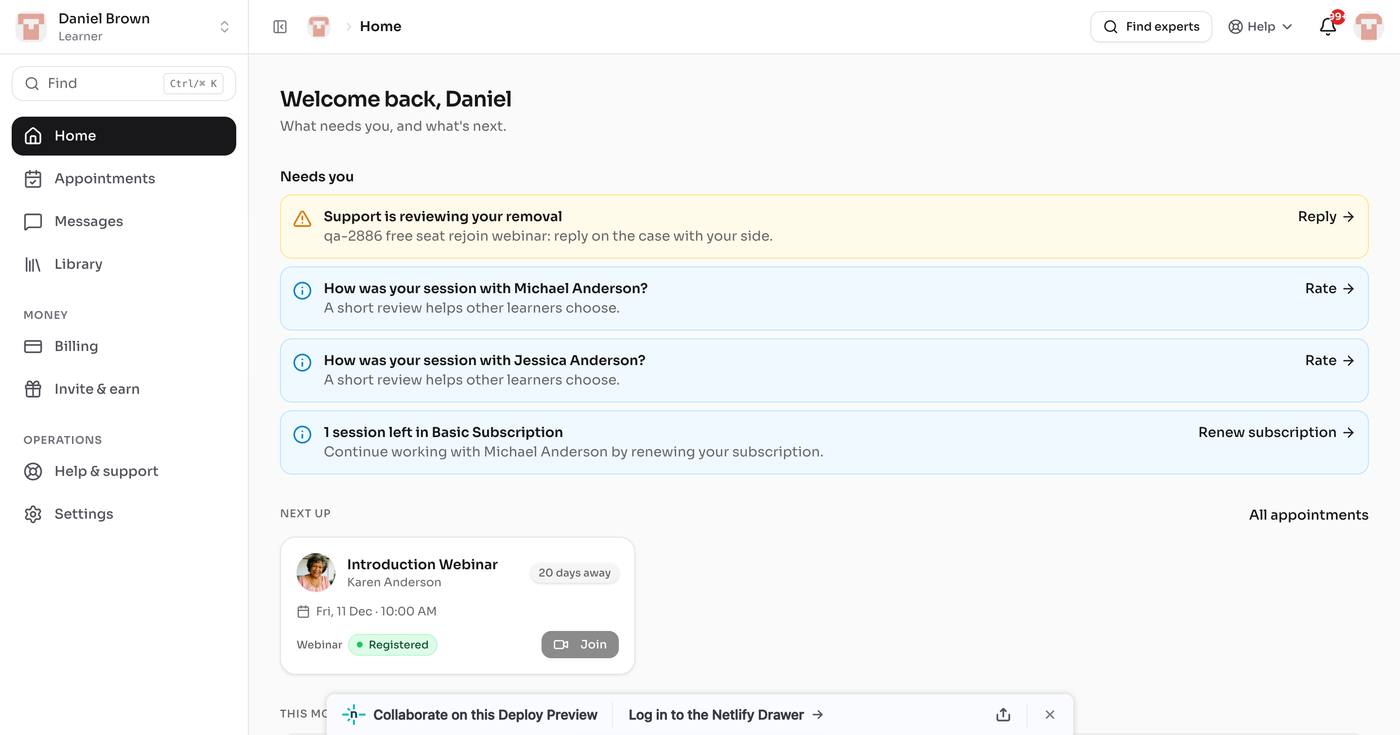 Daniel Brown
Learner
Home
Find experts
Help
Find
Ctrl/⌘ K
Home
Appointments
Messages
Library
MONEY
Billing
Invite & earn
OPERATIONS
Help & support
Settings
Welcome back, Daniel
What needs you, and what's next.
Needs you
Support is reviewing your removal
Reply →
qa-2886 free seat rejoin webinar: reply on the case with your side.
How was your session with Michael Anderson?
Rate →
A short review helps other learners choose.
How was your session with Jessica Anderson?
Rate →
A short review helps other learners choose.
1 session left in Basic Subscription
Renew subscription →
Continue working with Michael Anderson by renewing your subscription.
NEXT UP
All appointments
Introduction Webinar
Karen Anderson
20 days away
Fri, 11 Dec · 10:00 AM
Webinar
Registered
Join
THIS
Collaborate on this Deploy Preview
Log in to the Netlify Drawer →